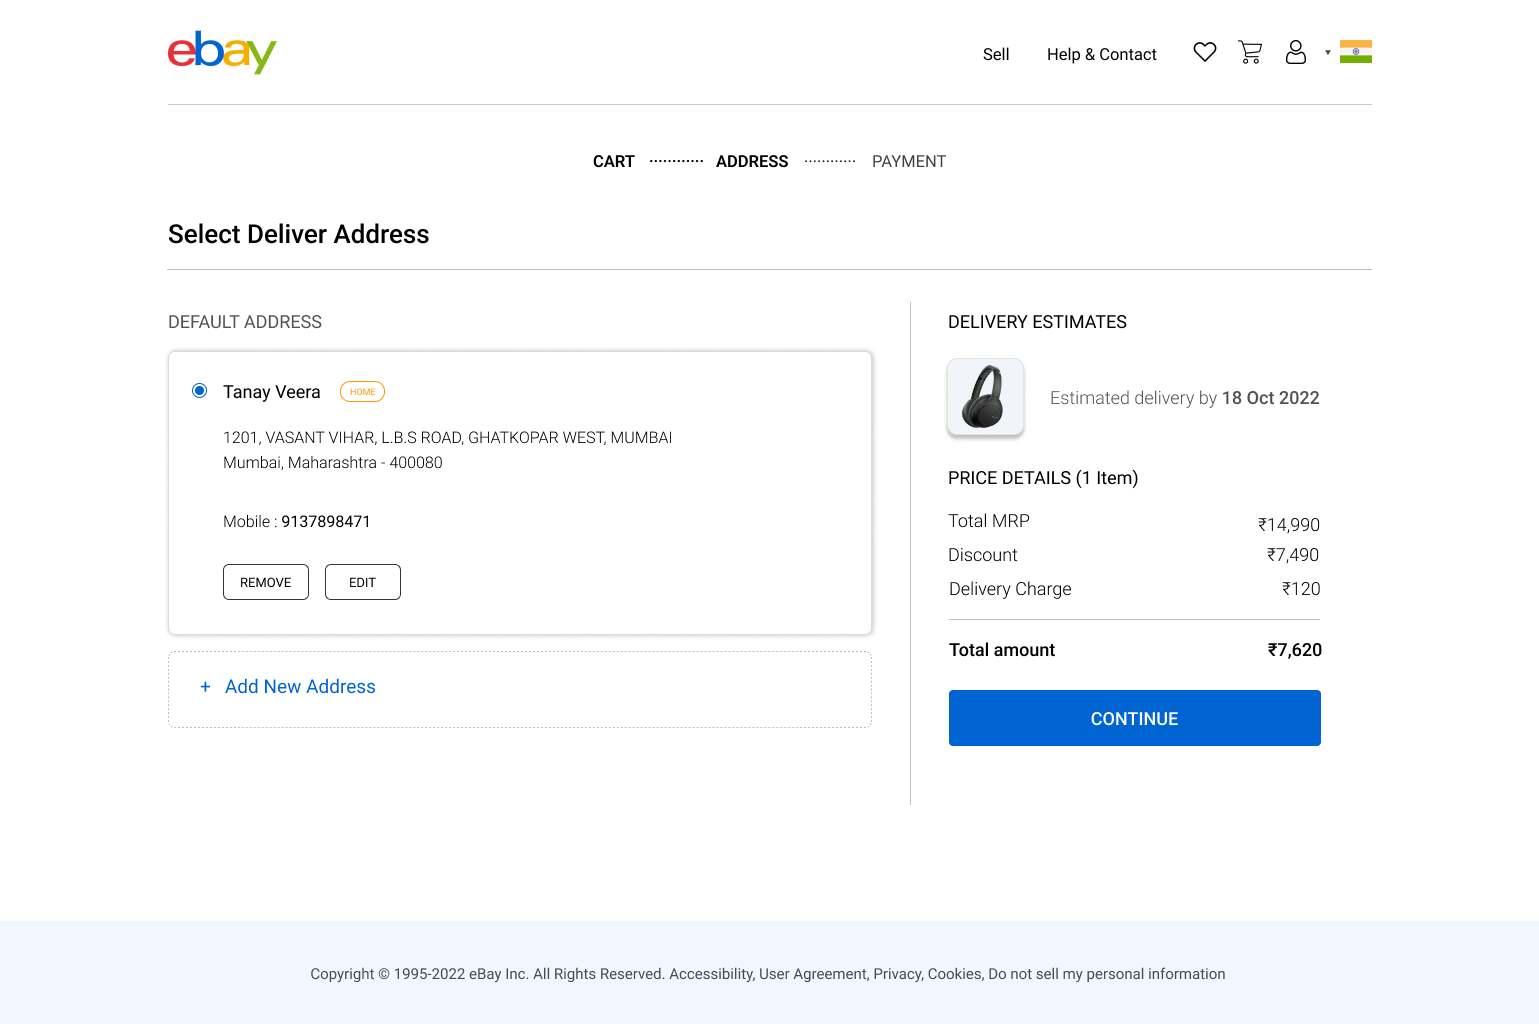 ebay
Sell
Help & Contact
CART
ADDRESS
PAYMENT
Select Deliver Address
DEFAULT ADDRESS
Tanay Veera
HOME
1201, VASANT VIHAR, L.B.S ROAD, GHATKOPAR WEST, MUMBAI
Mumbai, Maharashtra - 400080
Mobile : 9137898471
REMOVE
EDIT
+ Add New Address
DELIVERY ESTIMATES
Estimated delivery by 18 Oct 2022
PRICE DETAILS (1 Item)
Total MRP ₹14,990
Discount ₹7,490
Delivery Charge ₹120
Total amount ₹7,620
CONTINUE
Copyright © 1995-2022 eBay Inc. All Rights Reserved. Accessibility, User Agreement, Privacy, Cookies, Do not sell my personal information